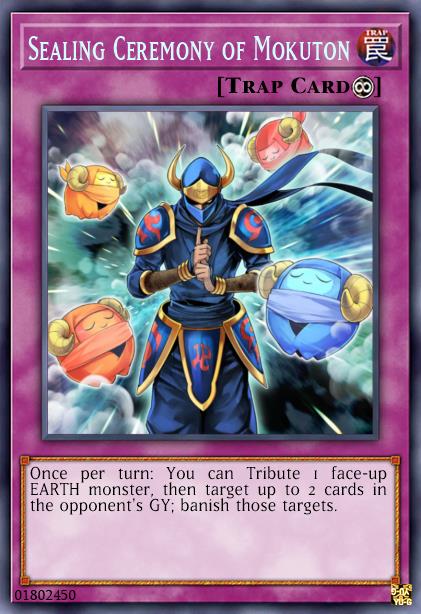 Sealing Ceremony of Mokuton
TRAP
罠
[Trap Card]
Once per turn: You can Tribute 1 face-up
EARTH monster, then target up to 2 cards in
the opponent's GY; banish those targets.
01802450